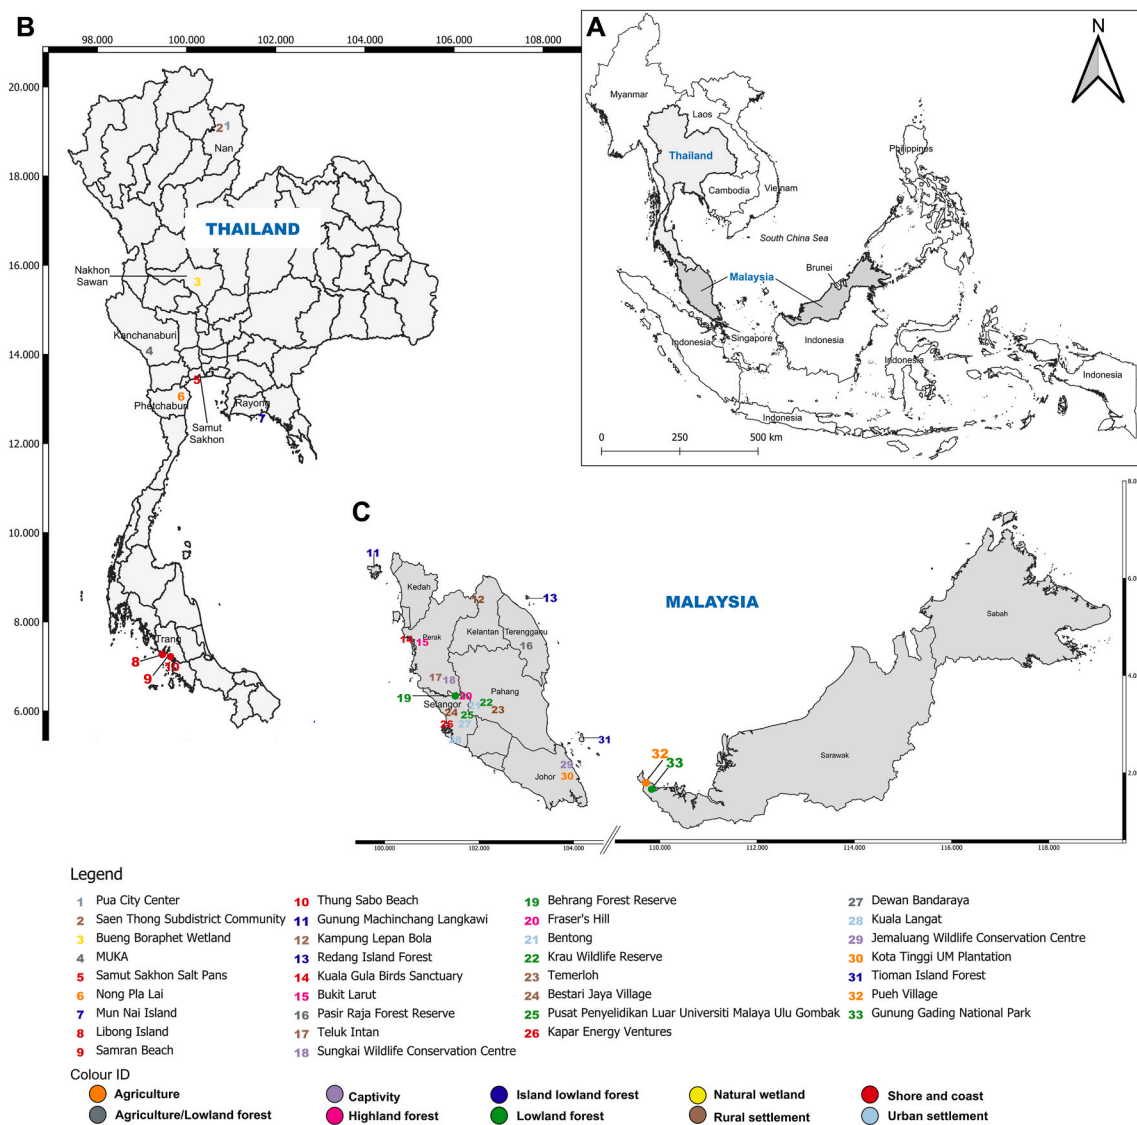 B
98.000 100.000 102.000 104.000 106.000 108.000
20.000
18.000
16.000
14.000
12.000
10.000
8.000
6.000
2 1
Nan
THAILAND
Nakhon
Sawan
3
Kanchanaburi
4
5
6
Phetchaburi
Rayong
7
Samut
Sakhon
Trang
8
10
9
A
N
Myanmar
Laos
Philippines
Thailand
Cambodia
Vietnam
South China Sea
Brunei
Malaysia
Singapore
Indonesia
Indonesia
Indonesia
Indonesia
Indonesia
0 250 500 km
C
MALAYSIA
11
Kedah
12
13
Kelantan
Terengganu
Perak
14
15
16
17
18
Pahang
19
20
Selangor
21
22
23
24
25
26
27
28
29
30
Johor
31
32
33
Sabah
Sarawak
8.0
6.000
4.000
2.000
100.000 102.000 104.000 110.000 112.000 114.000 116.000 118.000
Legend
1 Pua City Center
2 Saen Thong Subdistrict Community
3 Bueng Boraphet Wetland
4 MUKA
5 Samut Sakhon Salt Pans
6 Nong Pla Lai
7 Mun Nai Island
8 Libong Island
9 Samran Beach
10 Thung Sabo Beach
11 Gunung Machinchang Langkawi
12 Kampung Lepan Bola
13 Redang Island Forest
14 Kuala Gula Birds Sanctuary
15 Bukit Larut
16 Pasir Raja Forest Reserve
17 Teluk Intan
18 Sungkai Wildlife Conservation Centre
19 Behrang Forest Reserve
20 Fraser's Hill
21 Bentong
22 Krau Wildlife Reserve
23 Temerloh
24 Bestari Jaya Village
25 Pusat Penyelidikan Luar Universiti Malaya Ulu Gombak
26 Kapar Energy Ventures
27 Dewan Bandaraya
28 Kuala Langat
29 Jemaluang Wildlife Conservation Centre
30 Kota Tinggi UM Plantation
31 Tioman Island Forest
32 Pueh Village
33 Gunung Gading National Park
Colour ID
Agriculture
Agriculture/Lowland forest
Captivity
Highland forest
Island lowland forest
Lowland forest
Natural wetland
Rural settlement
Shore and coast
Urban settlement